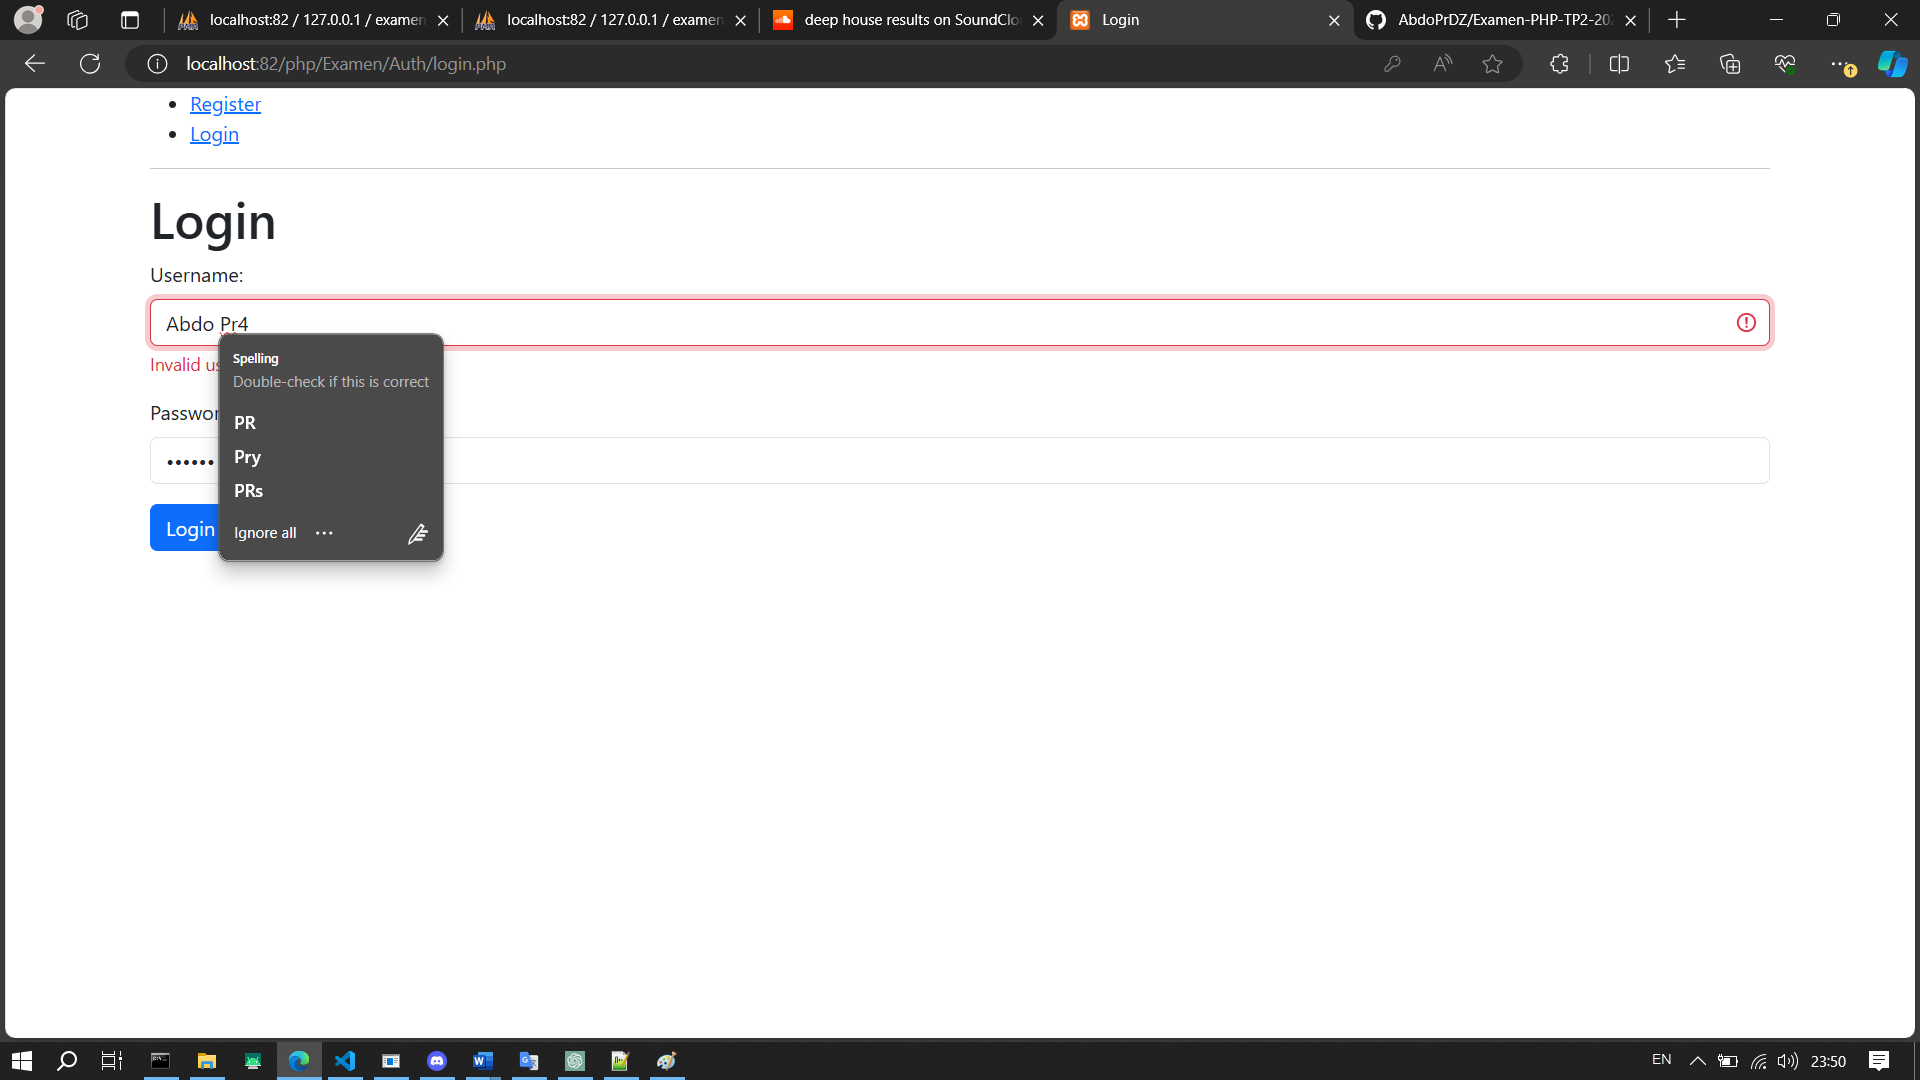 localhost:82 / 127.0.0.1 / examen
localhost:82 / 127.0.0.1 / examen
deep house results on SoundClo
Login
AbdoPrDZ/Examen-PHP-TP2-202
localhost:82/php/Examen/Auth/login.php
Register
Login
Login
Username:
Abdo Pr4
Invalid us
Spelling
Double-check if this is correct
Passwor
PR
Pry
PRs
Login
Ignore all
EN
23:50